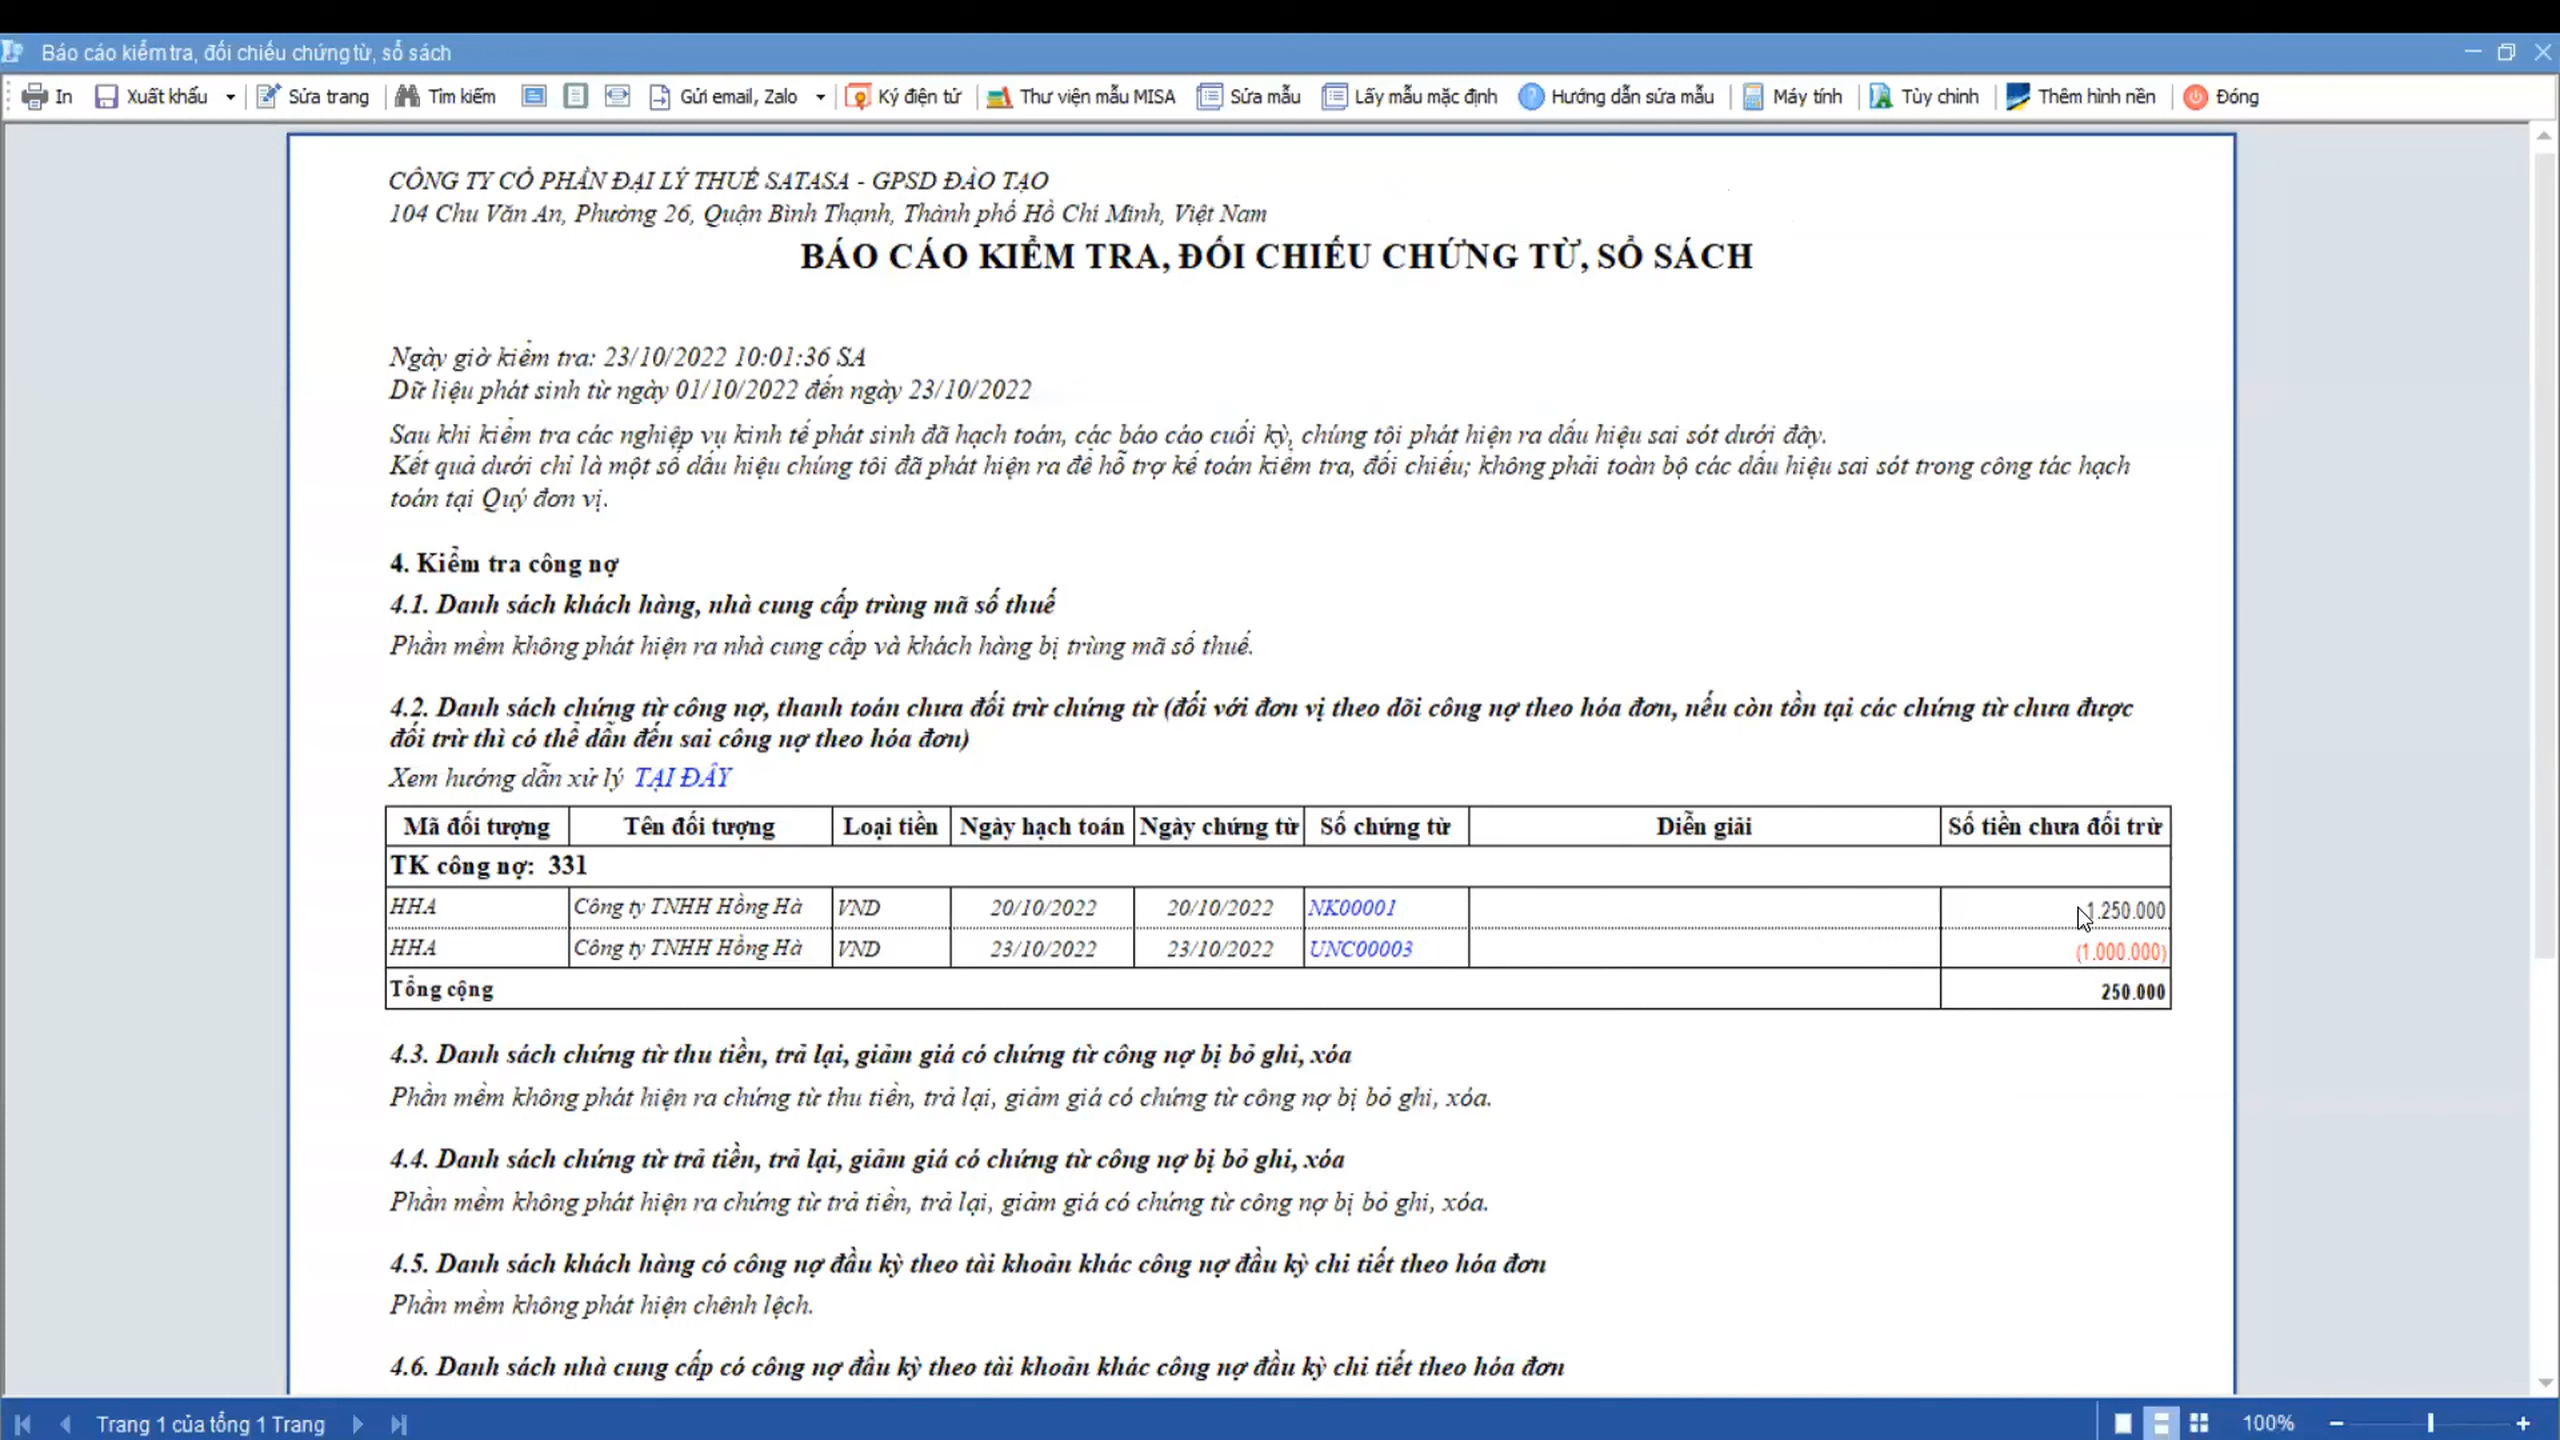 Báo cáo kiểm tra, đối chiếu chứng từ, sổ sách
In Xuất khẩu Sửa trang Tìm kiếm Gửi email, Zalo Ký điện tử Thư viện mẫu MISA Sửa mẫu Lấy mẫu mặc định Hướng dẫn sửa mẫu Máy tính Tùy chỉnh Thêm hình nền Đóng
CÔNG TY CỔ PHẦN ĐẠI LÝ THUẾ SATASA - GPSD ĐÀO TẠO
104 Chu Văn An, Phường 26, Quận Bình Thạnh, Thành phố Hồ Chí Minh, Việt Nam
BÁO CÁO KIỂM TRA, ĐỐI CHIẾU CHỨNG TỪ, SỔ SÁCH
Ngày giờ kiểm tra: 23/10/2022 10:01:36 SA
Dữ liệu phát sinh từ ngày 01/10/2022 đến ngày 23/10/2022
Sau khi kiểm tra các nghiệp vụ kinh tế phát sinh đã hạch toán, các báo cáo cuối kỳ, chúng tôi phát hiện ra dấu hiệu sai sót dưới đây.
Kết quả dưới chỉ là một số dấu hiệu chúng tôi đã phát hiện ra để hỗ trợ kế toán kiểm tra, đối chiếu; không phải toàn bộ các dấu hiệu sai sót trong công tác hạch
toán tại Quý đơn vị.
4. Kiểm tra công nợ
4.1. Danh sách khách hàng, nhà cung cấp trùng mã số thuế
Phần mềm không phát hiện ra nhà cung cấp và khách hàng bị trùng mã số thuế.
4.2. Danh sách chứng từ công nợ, thanh toán chưa đối trừ chứng từ (đối với đơn vị theo dõi công nợ theo hóa đơn, nếu còn tồn tại các chứng từ chưa được
đối trừ thì có thể dẫn đến sai công nợ theo hóa đơn)
Xem hướng dẫn xử lý TẠI ĐÂY
Mã đối tượng Tên đối tượng Loại tiền Ngày hạch toán Ngày chứng từ Số chứng từ Diễn giải Số tiền chưa đối trừ
TK công nợ: 331
HHA Công ty TNHH Hồng Hà VND 20/10/2022 20/10/2022 NK00001 1.250.000
HHA Công ty TNHH Hồng Hà VND 23/10/2022 23/10/2022 UNC00003 (1.000.000)
Tổng cộng 250.000
4.3. Danh sách chứng từ thu tiền, trả lại, giảm giá có chứng từ công nợ bị bỏ ghi, xóa
Phần mềm không phát hiện ra chứng từ thu tiền, trả lại, giảm giá có chứng từ công nợ bị bỏ ghi, xóa.
4.4. Danh sách chứng từ trả tiền, trả lại, giảm giá có chứng từ công nợ bị bỏ ghi, xóa
Phần mềm không phát hiện ra chứng từ trả tiền, trả lại, giảm giá có chứng từ công nợ bị bỏ ghi, xóa.
4.5. Danh sách khách hàng có công nợ đầu kỳ theo tài khoản khác công nợ đầu kỳ chi tiết theo hóa đơn
Phần mềm không phát hiện chênh lệch.
4.6. Danh sách nhà cung cấp có công nợ đầu kỳ theo tài khoản khác công nợ đầu kỳ chi tiết theo hóa đơn
Trang 1 của tổng 1 Trang 100%